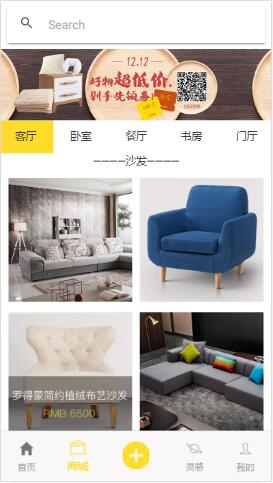 Search
12.12
好物超低价
剁手先领券
客厅 卧室 餐厅 书房 门厅
————沙发————
罗得蒙简约植绒布艺沙发
RMB 6500
首页 商城 灵感 我的